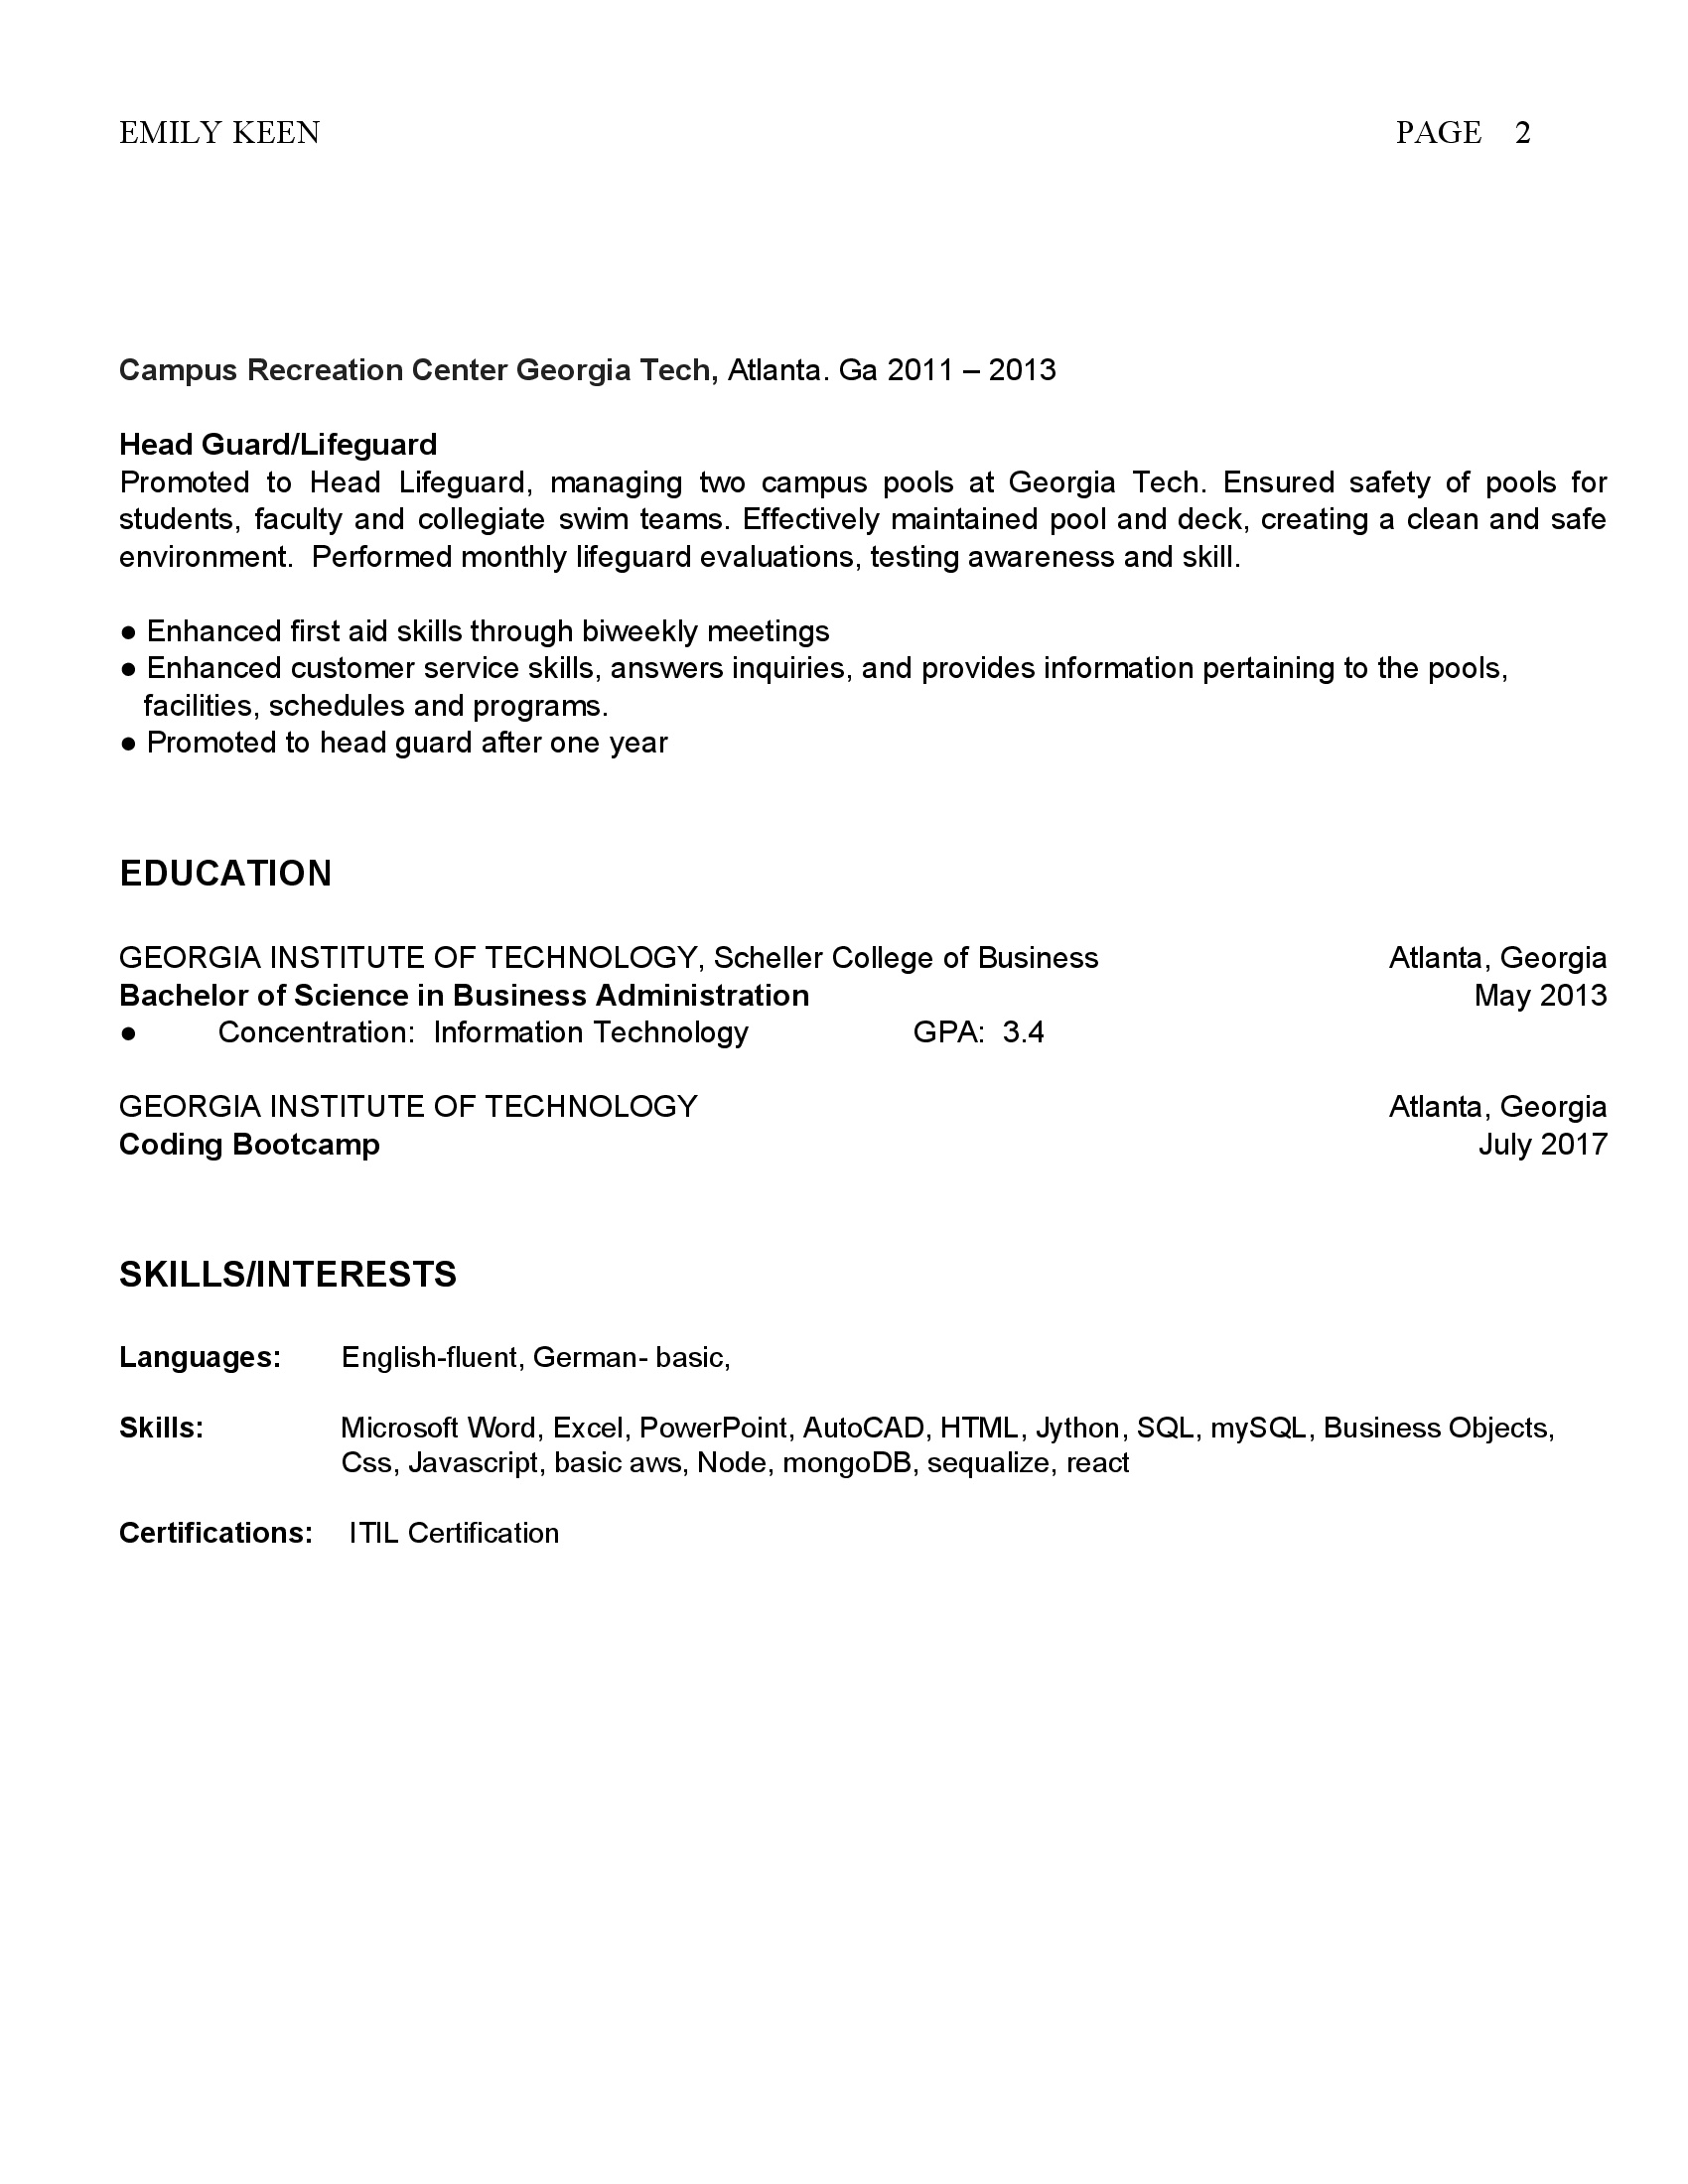 EMILY KEEN PAGE 2
Campus Recreation Center Georgia Tech, Atlanta. Ga 2011 – 2013
Head Guard/Lifeguard
Promoted to Head Lifeguard, managing two campus pools at Georgia Tech. Ensured safety of pools for
students, faculty and collegiate swim teams. Effectively maintained pool and deck, creating a clean and safe
environment.  Performed monthly lifeguard evaluations, testing awareness and skill.
● Enhanced first aid skills through biweekly meetings
● Enhanced customer service skills, answers inquiries, and provides information pertaining to the pools,
facilities, schedules and programs.
● Promoted to head guard after one year
EDUCATION
GEORGIA INSTITUTE OF TECHNOLOGY, Scheller College of Business Atlanta, Georgia
Bachelor of Science in Business Administration May 2013
● Concentration:  Information Technology GPA:  3.4
GEORGIA INSTITUTE OF TECHNOLOGY Atlanta, Georgia
Coding Bootcamp July 2017
SKILLS/INTERESTS
Languages: English-fluent, German- basic,
Skills: Microsoft Word, Excel, PowerPoint, AutoCAD, HTML, Jython, SQL, mySQL, Business Objects,
Css, Javascript, basic aws, Node, mongoDB, sequalize, react
Certifications: ITIL Certification